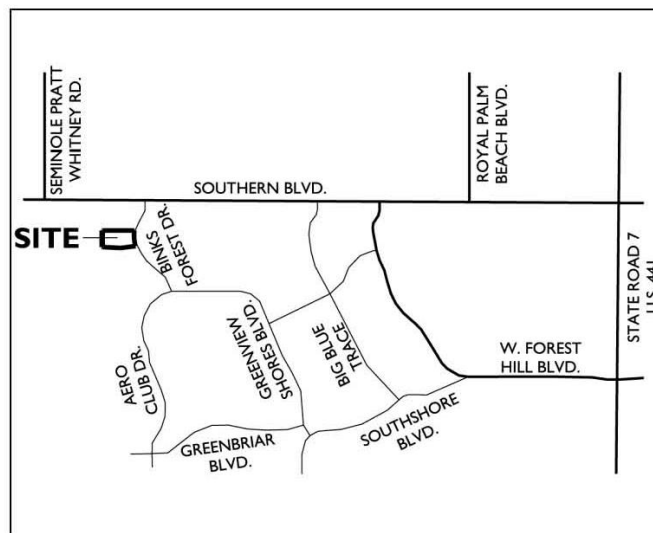 SEMINOLE PRATT
WHITNEY RD.
ROYAL PALM
BEACH BLVD.
SOUTHERN BLVD.
SITE
BINKS
FOREST DR.
STATE ROAD 7
U.S. 441
GREENVIEW
SHORES BLVD.
BIG BLUE
TRACE
W. FOREST
HILL BLVD.
AERO
CLUB DR.
SOUTHSHORE
BLVD.
GREENBRIAR
BLVD.